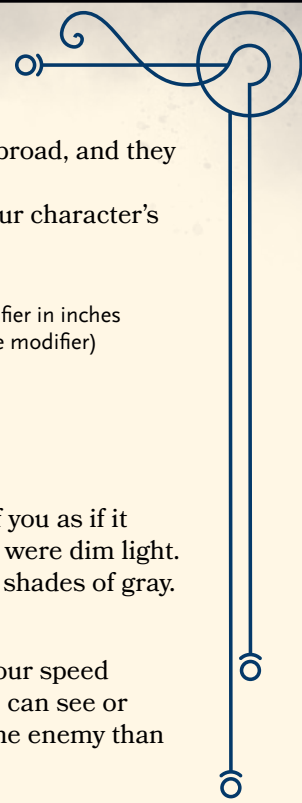 broad, and they
ur character's
fier in inches
e modifier)
f you as if it
were dim light.
shades of gray.
our speed
can see or
he enemy than